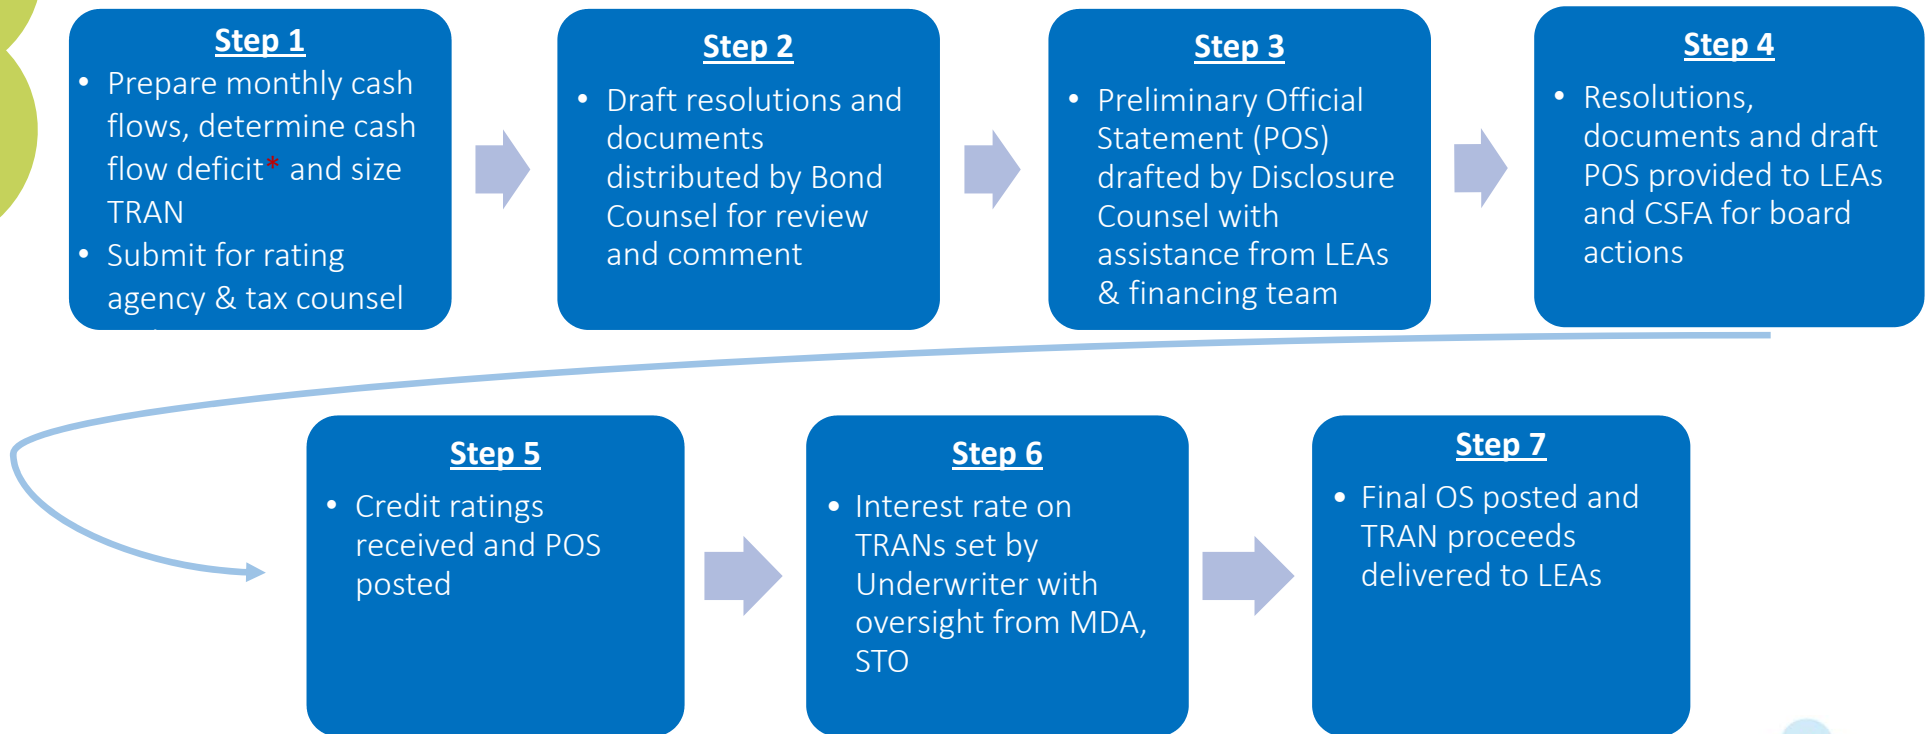 Step 1
• Prepare monthly cash
flows, determine cash
flow deficit* and size
TRAN
• Submit for rating
agency & tax counsel
Step 2
• Draft resolutions and
documents
distributed by Bond
Counsel for review
and comment
Step 3
• Preliminary Official
Statement (POS)
drafted by Disclosure
Counsel with
assistance from LEAs
& financing team
Step 4
• Resolutions,
documents and draft
POS provided to LEAs
and CSFA for board
actions
Step 5
• Credit ratings
received and POS
posted
Step 6
• Interest rate on
TRANs set by
Underwriter with
oversight from MDA,
STO
Step 7
• Final OS posted and
TRAN proceeds
delivered to LEAs